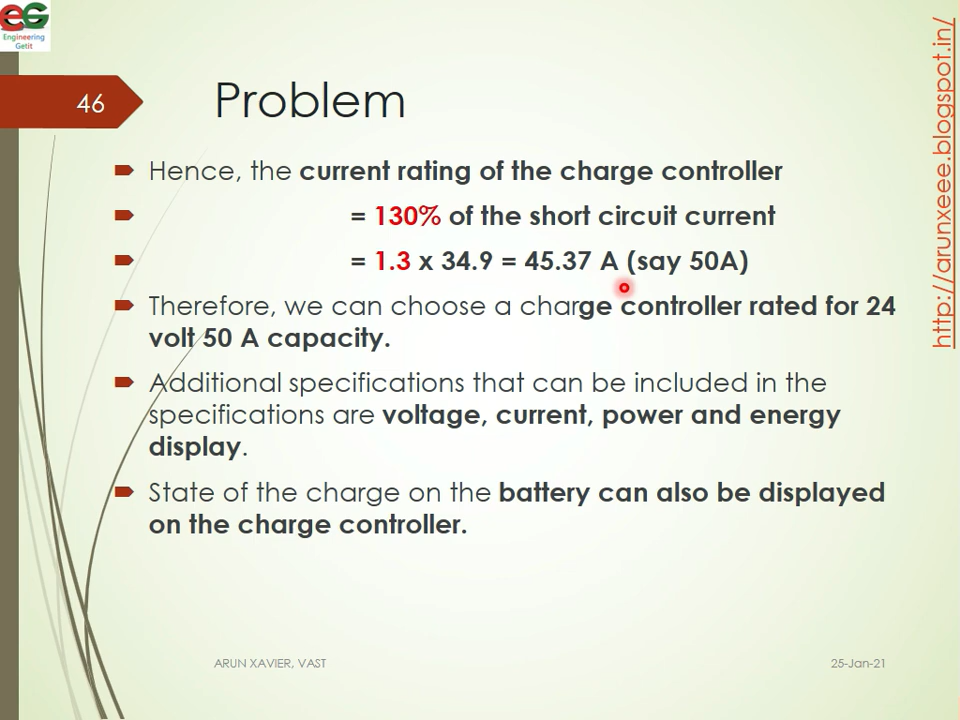 EG
Engineering
Getit
46
Problem
Hence, the current rating of the charge controller
= 130% of the short circuit current
= 1.3 x 34.9 = 45.37 A (say 50A)
Therefore, we can choose a charge controller rated for 24
volt 50 A capacity.
Additional specifications that can be included in the
specifications are voltage, current, power and energy
display.
State of the charge on the battery can also be displayed
on the charge controller.
ARUN XAVIER, VAST
25-Jan-21
http://arunxeee.blogspot.in/